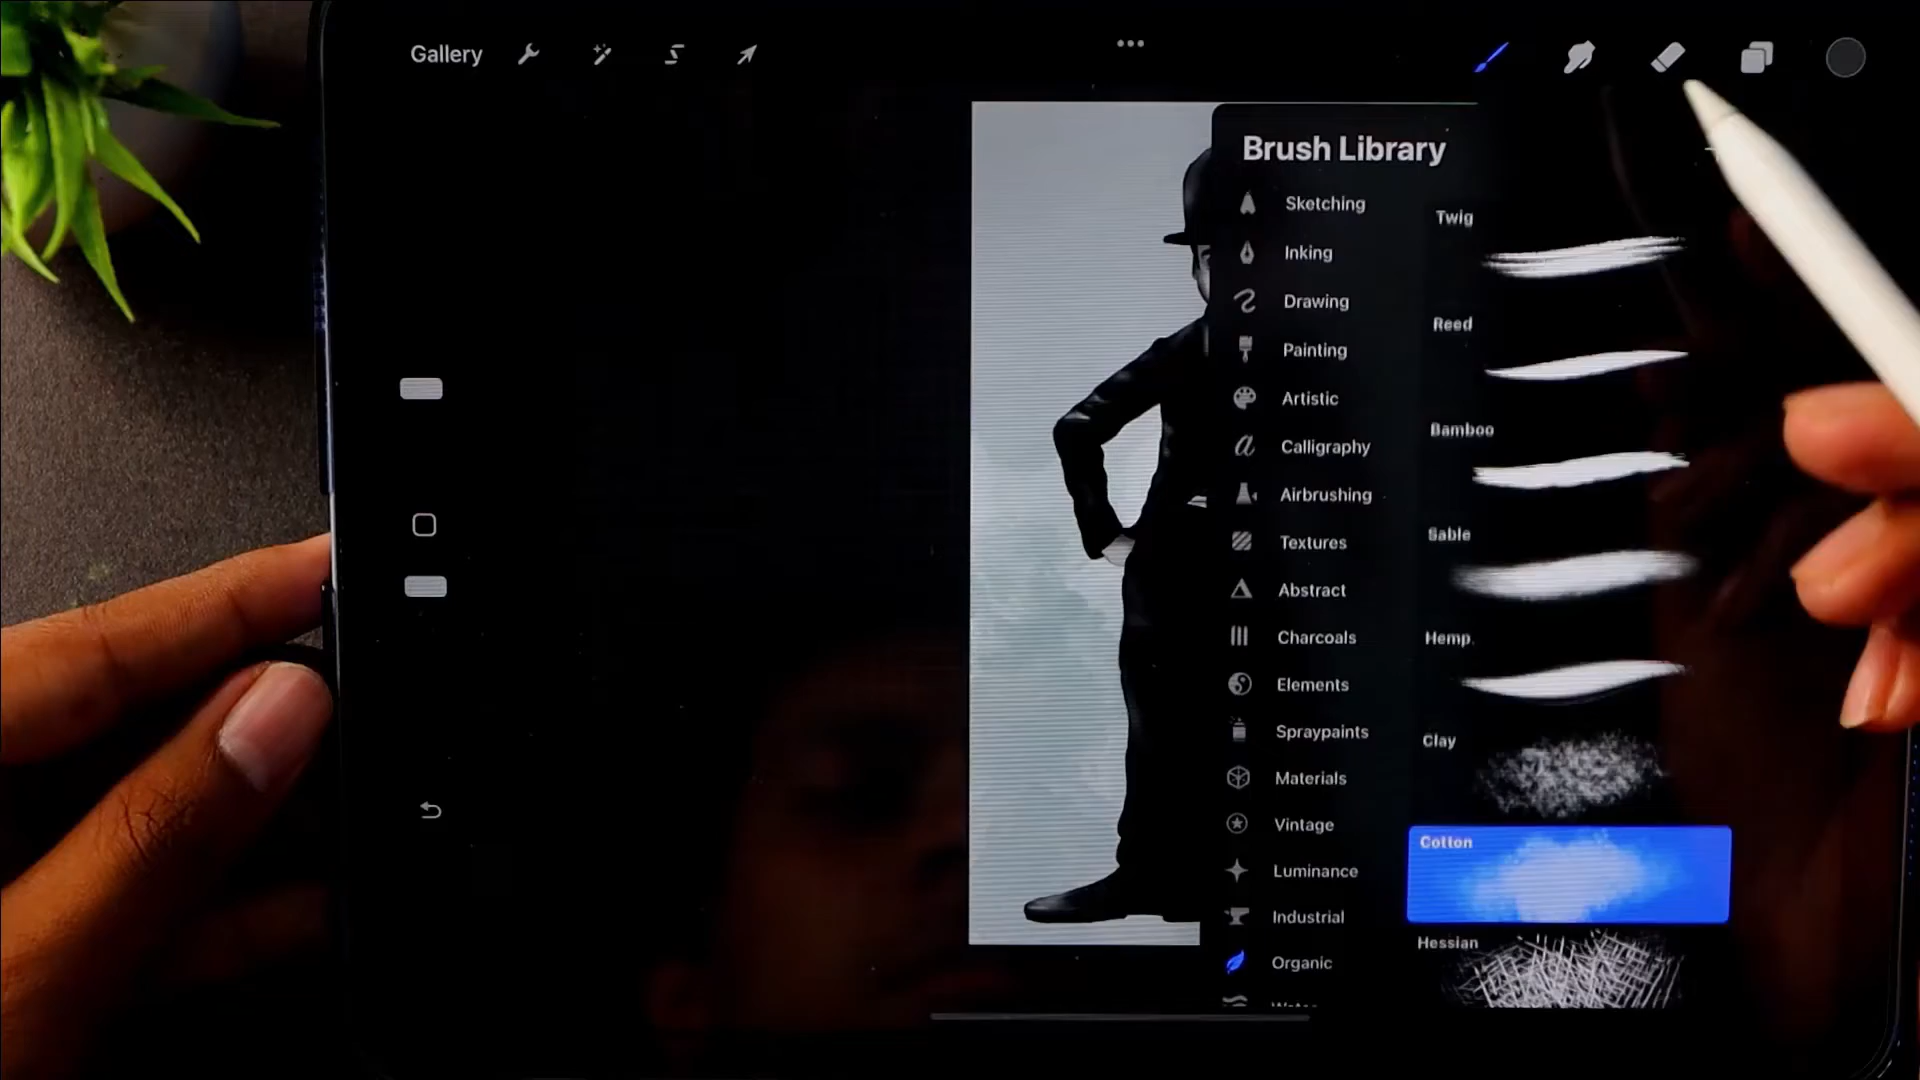 Gallery
Brush Library
Sketching
Inking
Drawing
Painting
Artistic
Calligraphy
Airbrushing
Textures
Abstract
Charcoals
Elements
Spraypaints
Materials
Vintage
Luminance
Industrial
Organic
Twig
Reed
Bamboo
Sable
Hemp
Clay
Cotton
Hessian